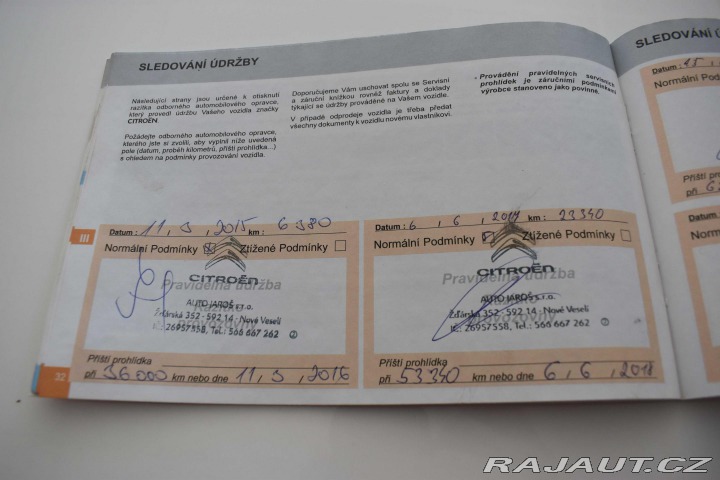 SLEDOVÁNÍ ÚDRŽBY
Následující strany jsou určené k otisknutí
razítka odborného automobilového opravce,
který provedl údržbu Vašeho vozidla značky
CITROËN.
Požádejte odborného automobilového opravce,
kterého jste si zvolili, aby vyplnil níže uvedená
pole (datum, proběh kilometrů, příští prohlídka...)
s ohledem na podmínky provozování vozidla.
Doporučujeme Vám uschovat spolu se Servisní
a záruční knížkou rovněž faktury a doklady
týkající se údržby prováděné na Vašem vozidle.
V případě odprodeje vozidla je třeba předat
všechny dokumenty k vozidlu novému vlastníkovi.
- Provádění pravidelných servisních
prohlídek je záručními podmínkami
výrobce stanoveno jako povinné.
III
Datum : 11, 3, 2015 km : 6380
Normální Podmínky Ztížené Podmínky
CITROËN
Pravidelná údržba
AUTO JAROŠ s.r.o.
Razítko
Žďárská 352 - 592 14 - Nové Veselí
provozovny
26957558, Tel.: 566 667 262
Příští prohlídka
při 36000 km nebo dne 11, 3, 2016
32
Datum : 6, 6, 2017 km : 23340
Normální Podmínky Ztížené Podmínky
CITROËN
Pravidelná údržba
AUTO JAROŠ s.r.o.
Žďárská 352 - 592 14 - Nové Veselí
26957558, Tel.: 566 667 262
Příští prohlídka
při 53340 km nebo dne 6, 6, 2018
SLEDOVÁNÍ
Datum : 15
Normální Pod
při
Datum :
Normální
RAJAUT.CZ